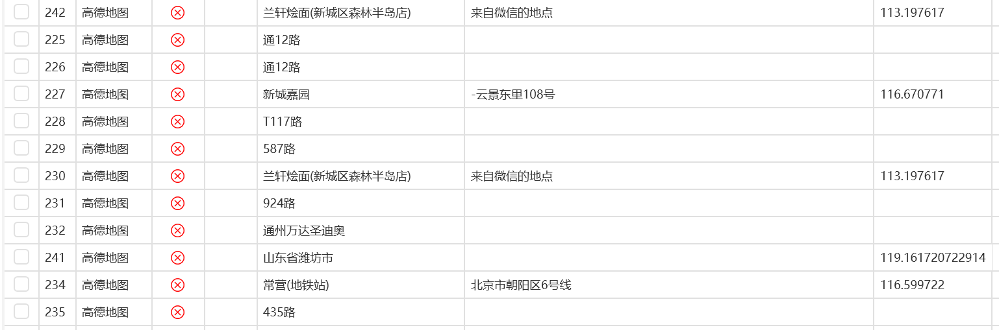 242 高德地图 兰轩烩面(新城区森林半岛店) 来自微信的地点 113.197617
225 高德地图 通12路
226 高德地图 通12路
227 高德地图 新城嘉园 -云景东里108号 116.670771
228 高德地图 T117路
229 高德地图 587路
230 高德地图 兰轩烩面(新城区森林半岛店) 来自微信的地点 113.197617
231 高德地图 924路
232 高德地图 通州万达圣迪奥
241 高德地图 山东省潍坊市 119.161720722914
234 高德地图 常营(地铁站) 北京市朝阳区6号线 116.599722
235 高德地图 435路